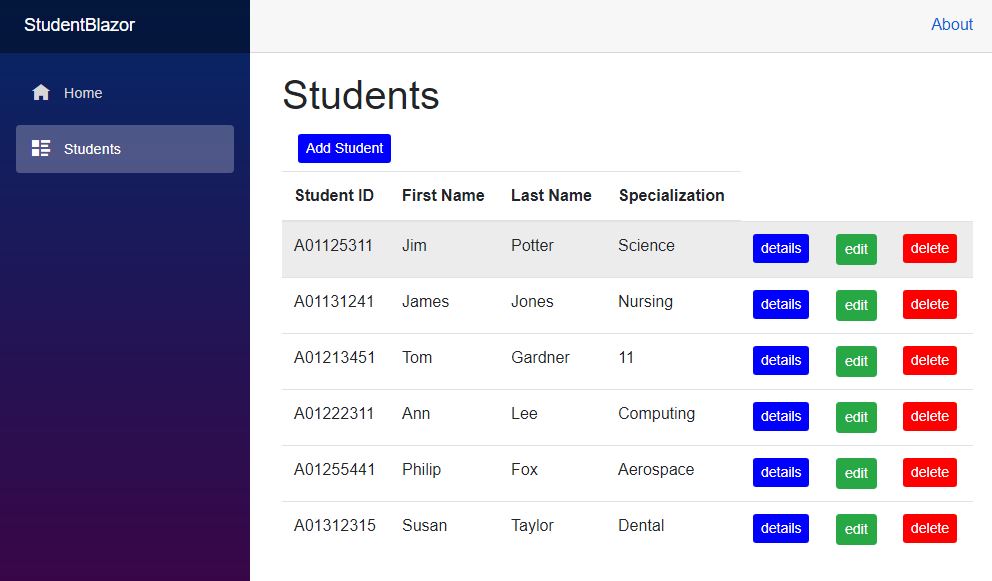 StudentBlazor
About
Home
Students
Students
Add Student
Student ID First Name Last Name Specialization
A01125311 Jim Potter Science details edit delete
A01131241 James Jones Nursing details edit delete
A01213451 Tom Gardner 11 details edit delete
A01222311 Ann Lee Computing details edit delete
A01255441 Philip Fox Aerospace details edit delete
A01312315 Susan Taylor Dental details edit delete